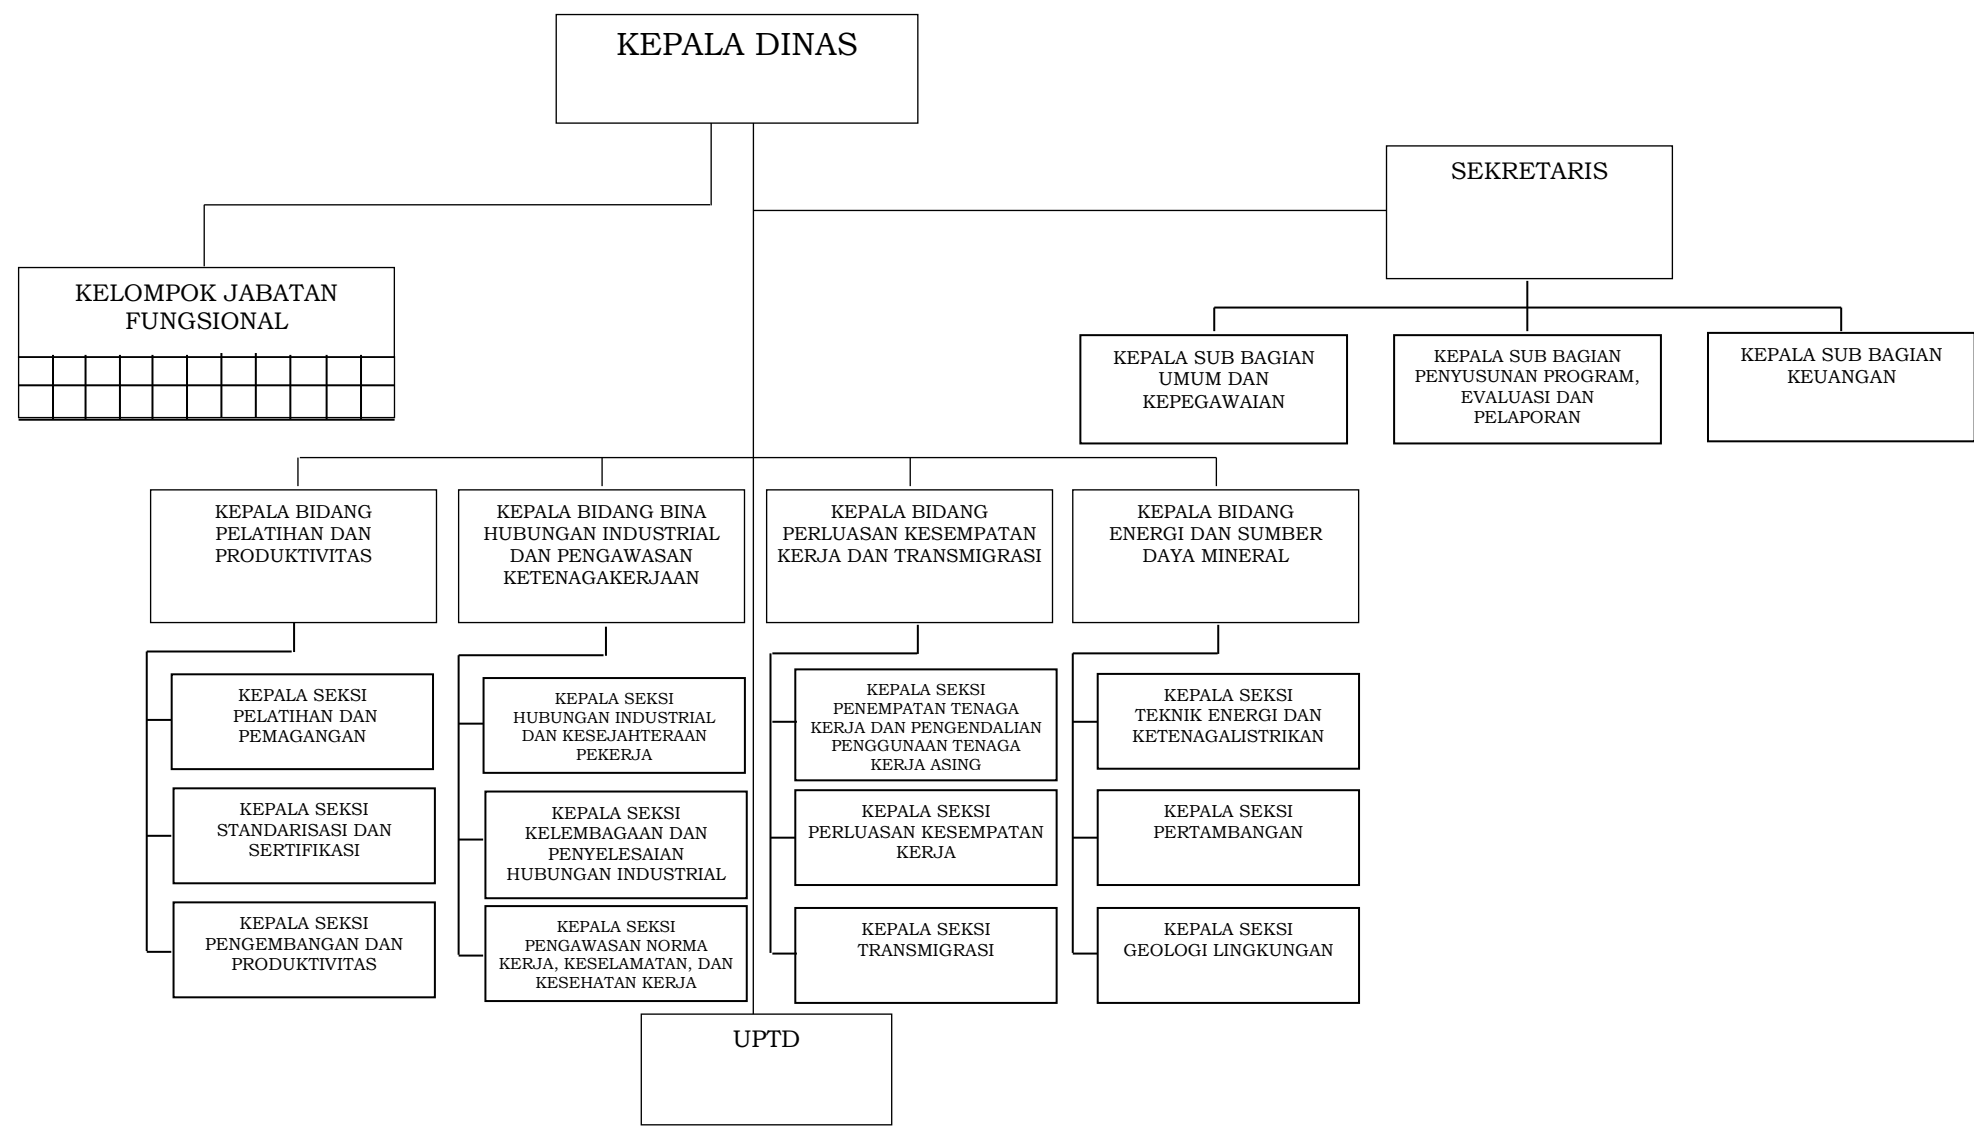 KEPALA DINAS
SEKRETARIS
KELOMPOK JABATAN
FUNGSIONAL
KEPALA SUB BAGIAN
UMUM DAN
KEPEGAWAIAN
KEPALA SUB BAGIAN
PENYUSUNAN PROGRAM,
EVALUASI DAN
PELAPORAN
KEPALA SUB BAGIAN
KEUANGAN
KEPALA BIDANG
PELATIHAN DAN
PRODUKTIVITAS
KEPALA BIDANG BINA
HUBUNGAN INDUSTRIAL
DAN PENGAWASAN
KETENAGAKERJAAN
KEPALA BIDANG
PERLUASAN KESEMPATAN
KERJA DAN TRANSMIGRASI
KEPALA BIDANG
ENERGI DAN SUMBER
DAYA MINERAL
KEPALA SEKSI
PELATIHAN DAN
PEMAGANGAN
KEPALA SEKSI
HUBUNGAN INDUSTRIAL
DAN KESEJAHTERAAN
PEKERJA
KEPALA SEKSI
PENEMPATAN TENAGA
KERJA DAN PENGENDALIAN
PENGGUNAAN TENAGA
KERJA ASING
KEPALA SEKSI
TEKNIK ENERGI DAN
KETENAGALISTRIKAN
KEPALA SEKSI
STANDARISASI DAN
SERTIFIKASI
KEPALA SEKSI
KELEMBAGAAN DAN
PENYELESAIAN
HUBUNGAN INDUSTRIAL
KEPALA SEKSI
PERLUASAN KESEMPATAN
KERJA
KEPALA SEKSI
PERTAMBANGAN
KEPALA SEKSI
PENGEMBANGAN DAN
PRODUKTIVITAS
KEPALA SEKSI
PENGAWASAN NORMA
KERJA, KESELAMATAN, DAN
KESEHATAN KERJA
KEPALA SEKSI
TRANSMIGRASI
KEPALA SEKSI
GEOLOGI LINGKUNGAN
UPTD